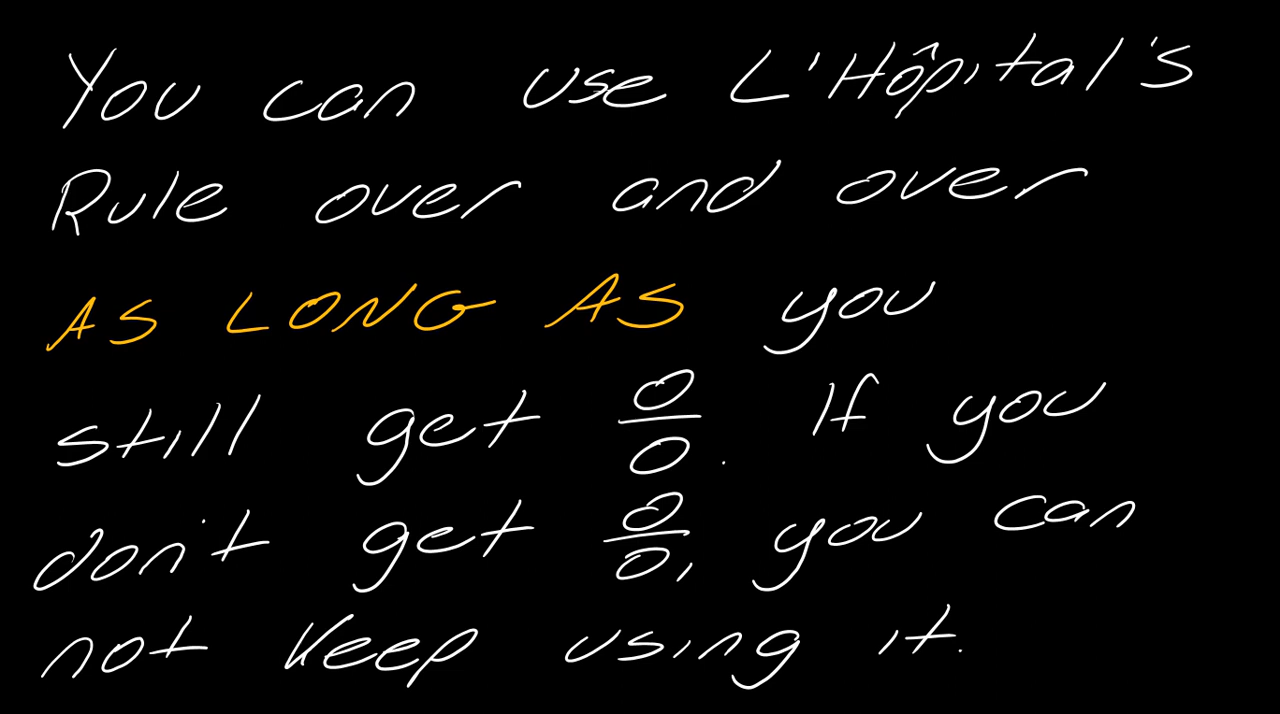 You can use L'Hôpital's
Rule over and over
AS LONG AS you
still get 0/0. If you
don't get 0/0, you can
not keep using it.